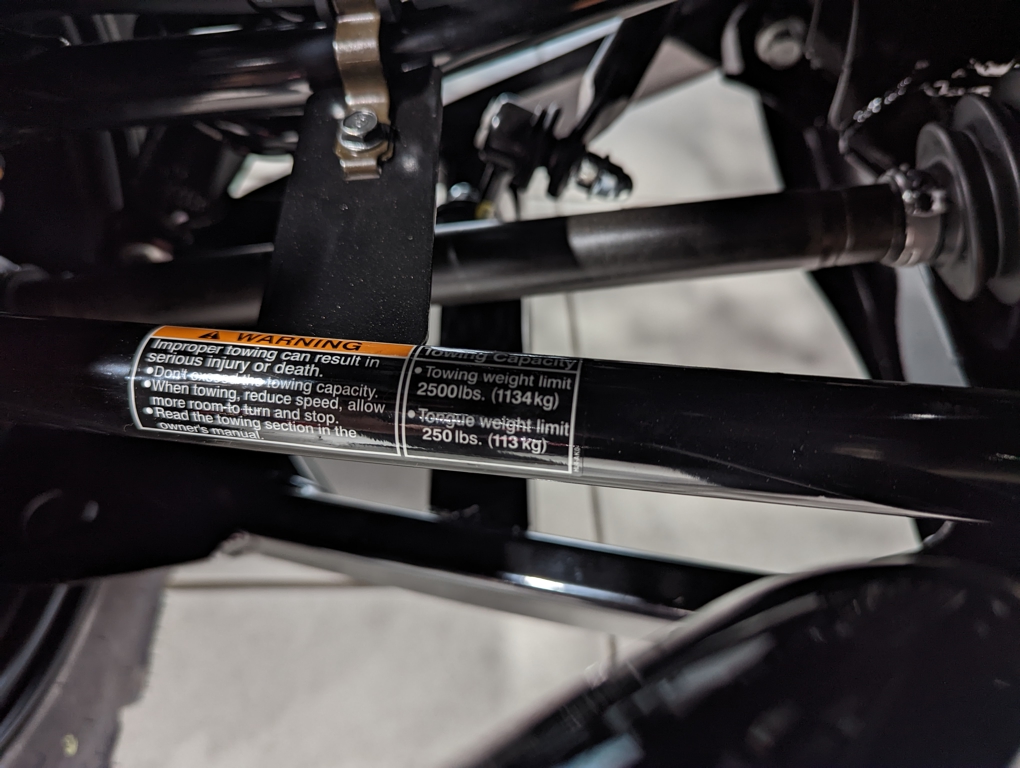 WARNING
Improper towing can result in
serious injury or death.
•Don't exceed the towing capacity.
•When towing, reduce speed, allow
more room to turn and stop.
•Read the towing section in the
owner's manual.
Towing Capacity
•Towing weight limit
2500lbs. (1134kg)
•Tongue weight limit
250lbs. (113kg)